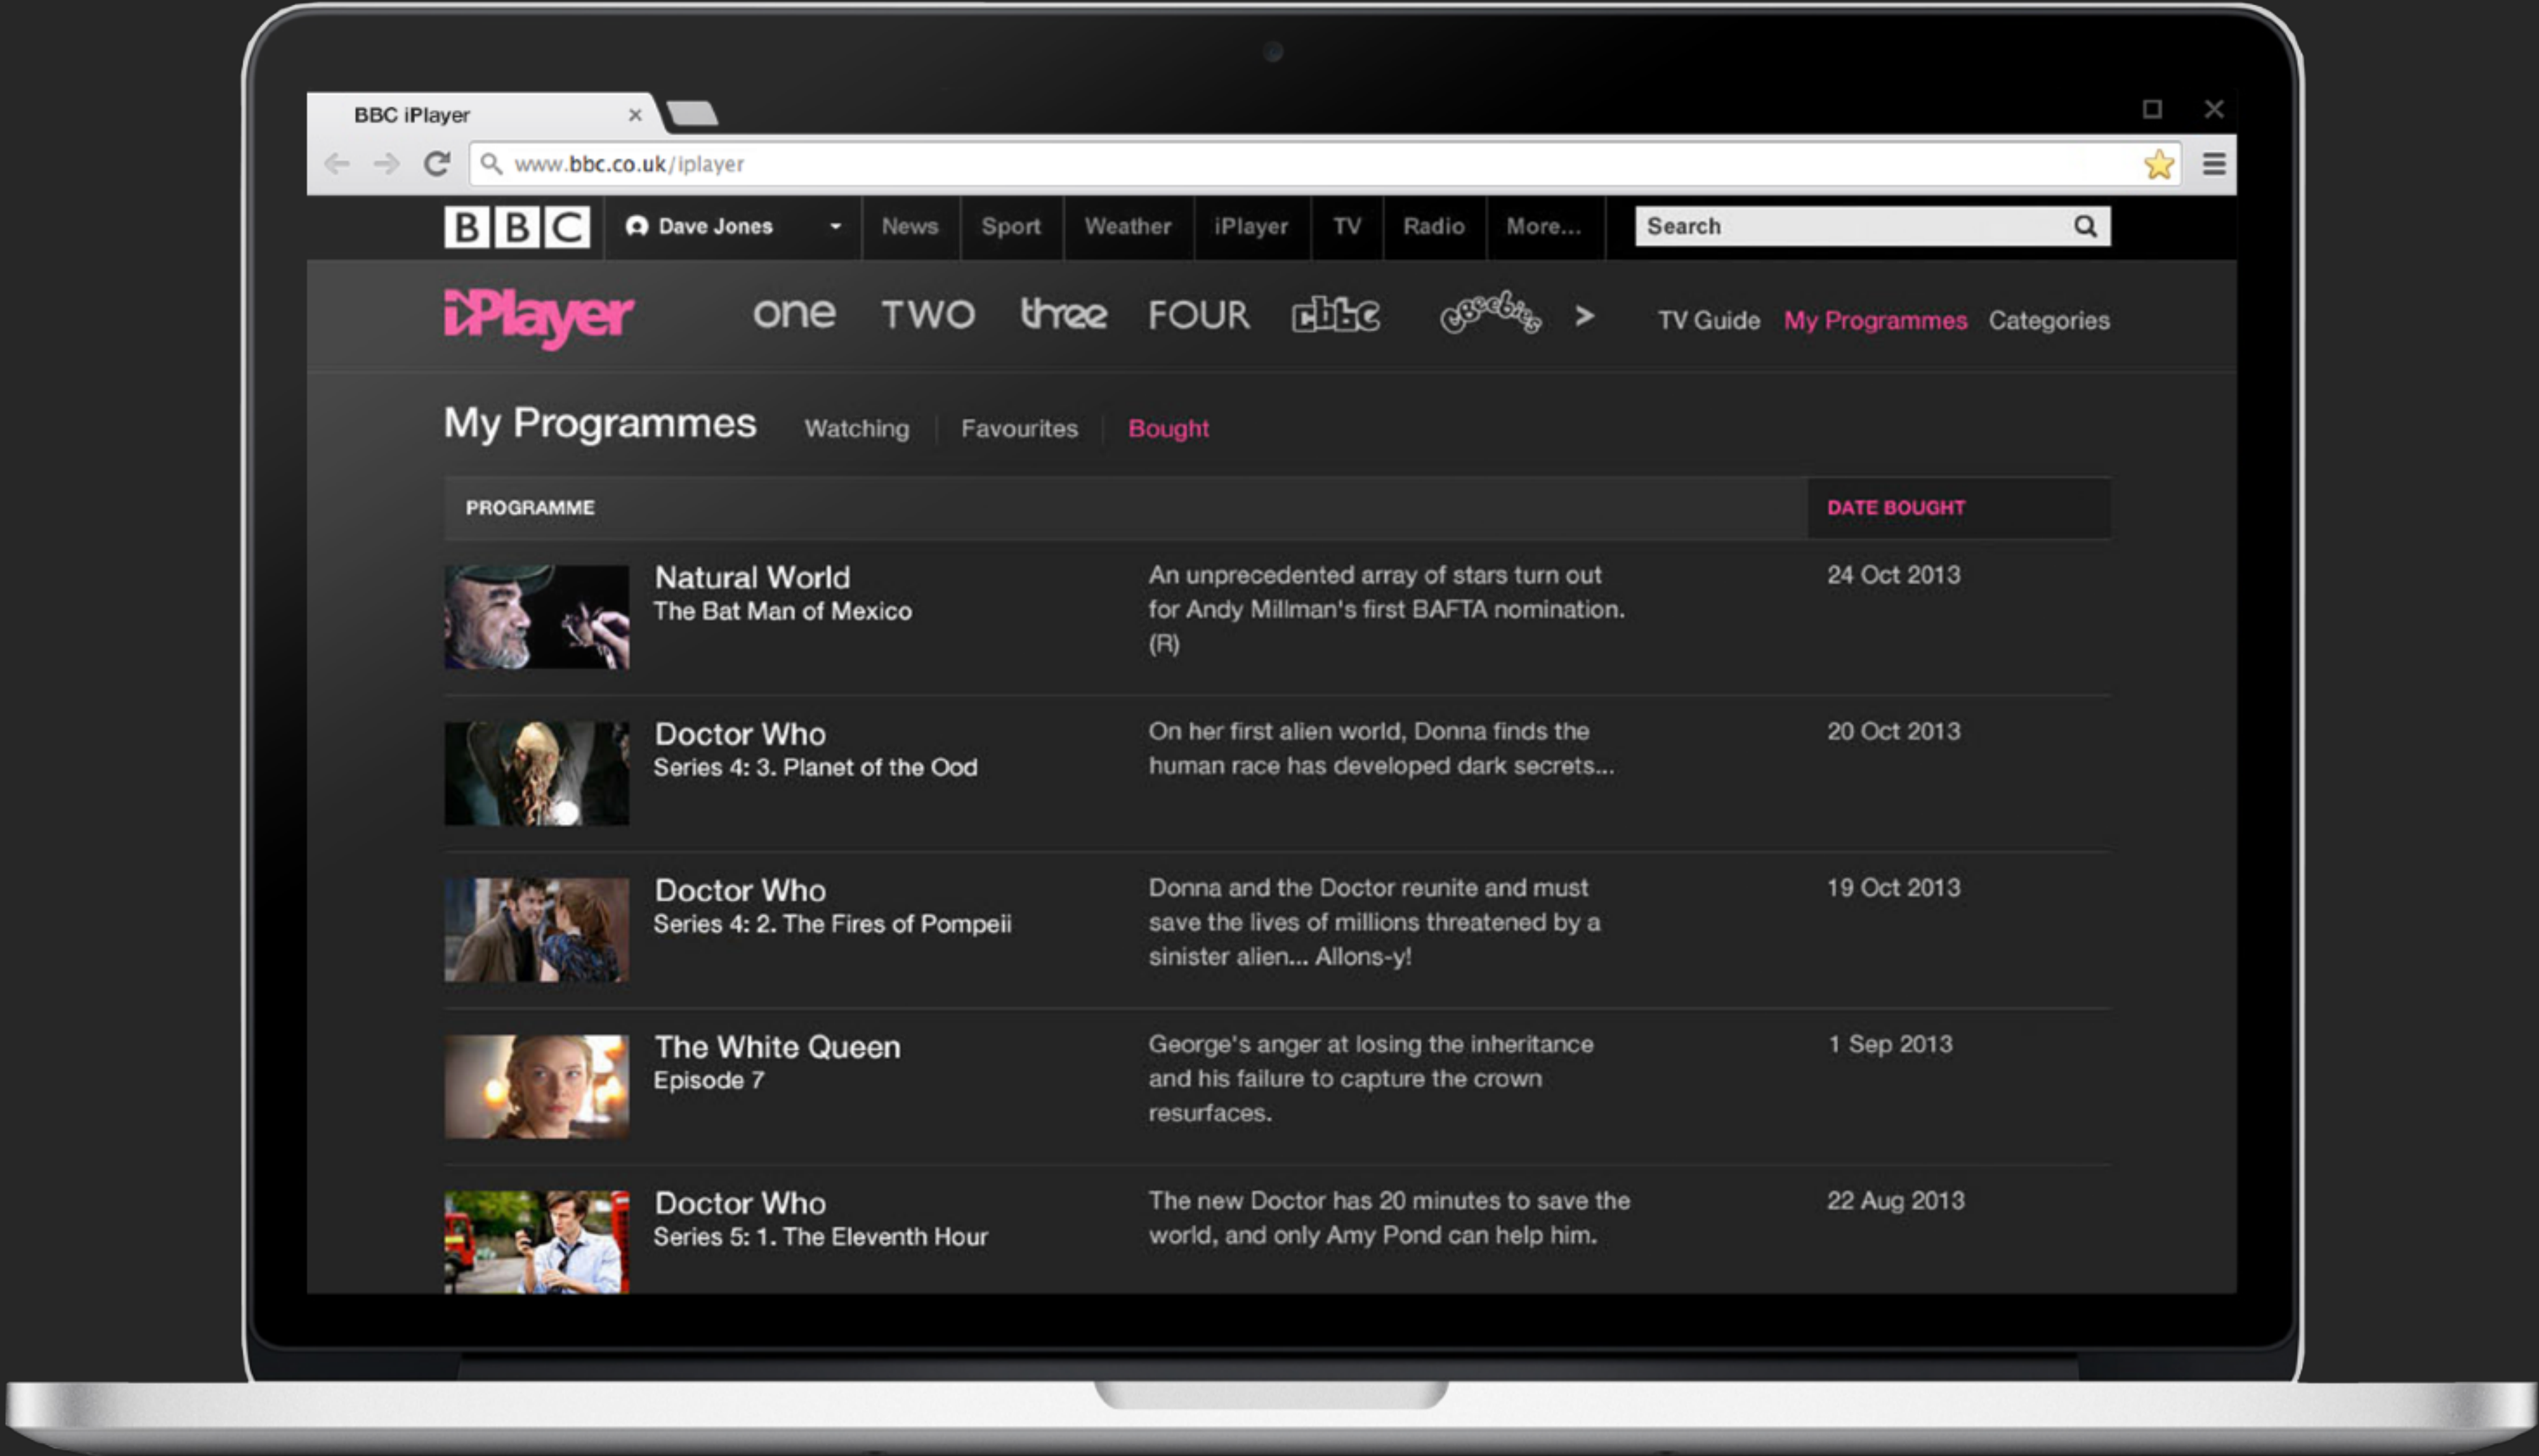 BBC iPlayer
www.bbc.co.uk/iplayer
BBC Dave Jones News Sport Weather iPlayer TV Radio More... Search
iPlayer one TWO three FOUR cbbc cbeebies > TV Guide My Programmes Categories
My Programmes Watching Favourites Bought
PROGRAMME DATE BOUGHT
Natural World
The Bat Man of Mexico
An unprecedented array of stars turn out
for Andy Millman's first BAFTA nomination.
(R)
24 Oct 2013
Doctor Who
Series 4: 3. Planet of the Ood
On her first alien world, Donna finds the
human race has developed dark secrets...
20 Oct 2013
Doctor Who
Series 4: 2. The Fires of Pompeii
Donna and the Doctor reunite and must
save the lives of millions threatened by a
sinister alien... Allons-y!
19 Oct 2013
The White Queen
Episode 7
George's anger at losing the inheritance
and his failure to capture the crown
resurfaces.
1 Sep 2013
Doctor Who
Series 5: 1. The Eleventh Hour
The new Doctor has 20 minutes to save the
world, and only Amy Pond can help him.
22 Aug 2013